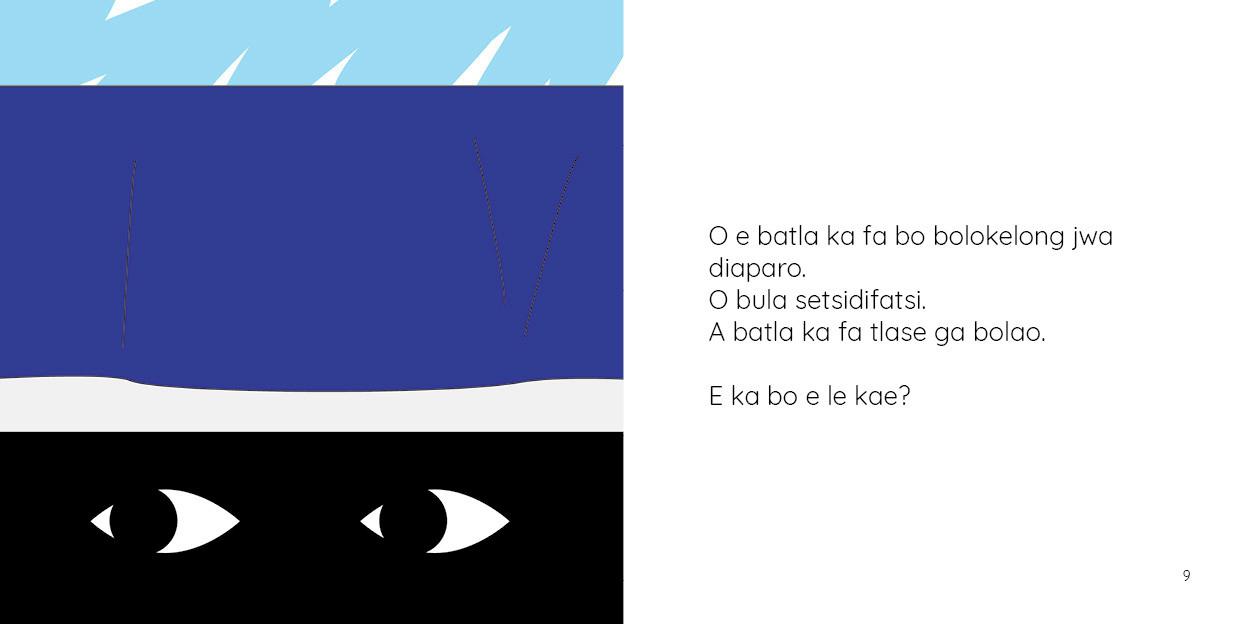 O e batla ka fa bo bolokelong jwa
diaparo.
O bula setsidifatsi.
A batla ka fa tlase ga bolao.
E ka bo e le kae?
9